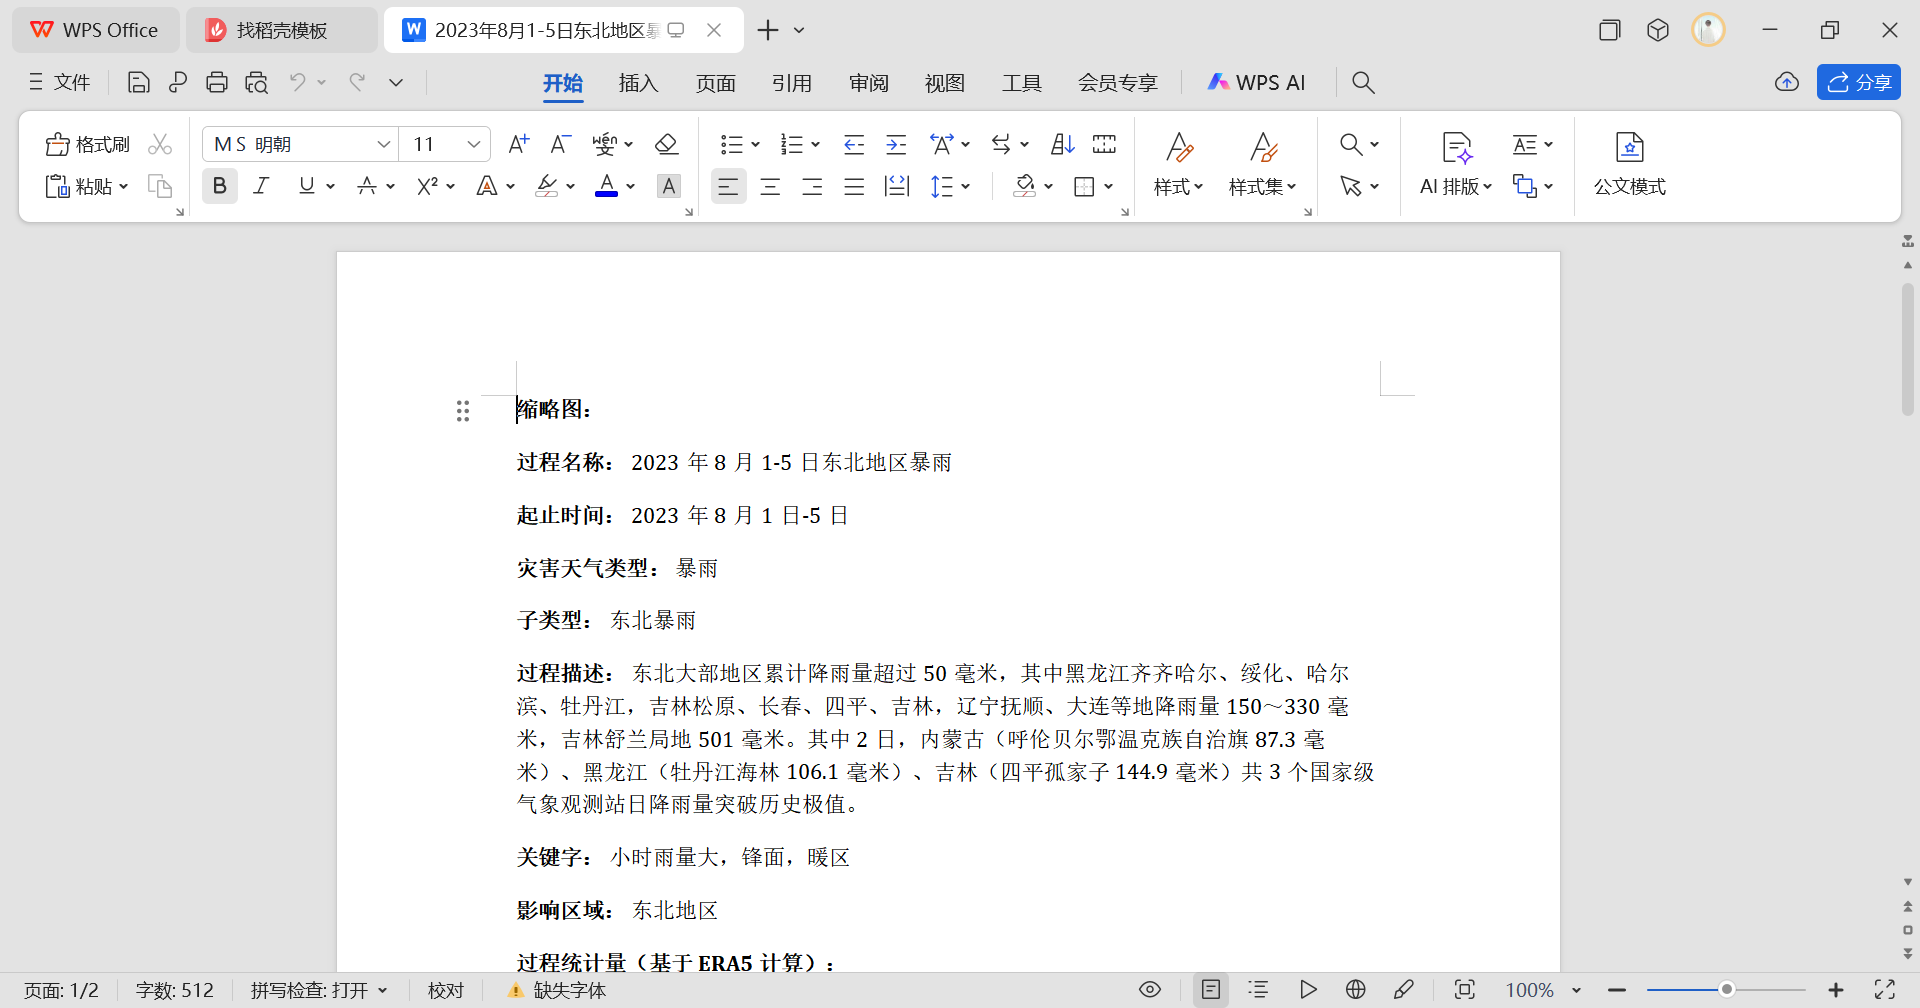 WPS Office
找稻壳模板
2023年8月1-5日东北地区暴
文件
开始 插入 页面 引用 审阅 视图 工具 会员专享 WPS AI
分享
格式刷
MS 明朝 11
wén 变
粘贴
B I U A X² A A A
样式 样式集
AI 排版
公文模式
缩略图：
过程名称： 2023 年 8 月 1-5 日东北地区暴雨
起止时间： 2023 年 8 月 1 日-5 日
灾害天气类型： 暴雨
子类型： 东北暴雨
过程描述： 东北大部地区累计降雨量超过 50 毫米，其中黑龙江齐齐哈尔、绥化、哈尔
滨、牡丹江，吉林松原、长春、四平、吉林，辽宁抚顺、大连等地降雨量 150～330 毫
米，吉林舒兰局地 501 毫米。其中 2 日，内蒙古（呼伦贝尔鄂温克族自治旗 87.3 毫
米）、黑龙江（牡丹江海林 106.1 毫米）、吉林（四平孤家子 144.9 毫米）共 3 个国家级
气象观测站日降雨量突破历史极值。
关键字： 小时雨量大，锋面，暖区
影响区域： 东北地区
过程统计量（基于 ERA5 计算）：
页面: 1/2 字数: 512 拼写检查: 打开 校对 缺失字体 100%